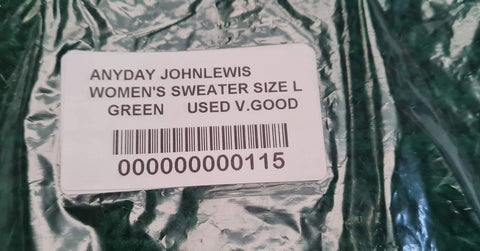 ANYDAY JOHNLEWIS
WOMEN'S SWEATER SIZE L
GREEN USED V.GOOD
000000000115